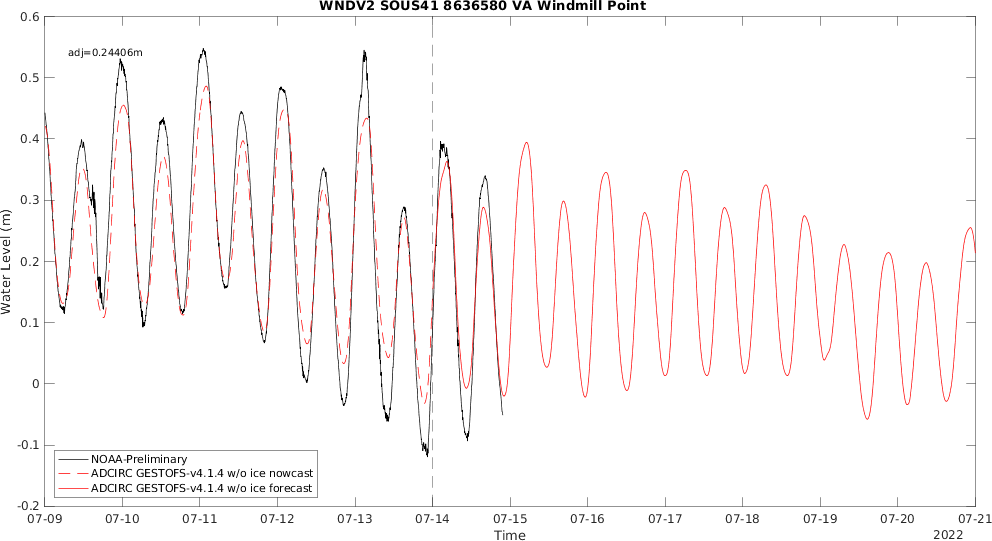 WNDV2 SOUS41 8636580 VA Windmill Point
adj=0.24406m
Water Level (m)
0.6
0.5
0.4
0.3
0.2
0.1
0
-0.1
-0.2
NOAA-Preliminary
ADCIRC GESTOFS-v4.1.4 w/o ice nowcast
ADCIRC GESTOFS-v4.1.4 w/o ice forecast
07-09 07-10 07-11 07-12 07-13 07-14 07-15 07-16 07-17 07-18 07-19 07-20 07-21
Time
2022